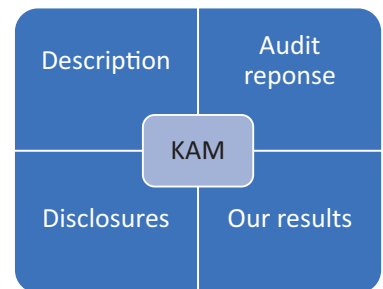 Description
Audit
reponse
KAM
Disclosures
Our results